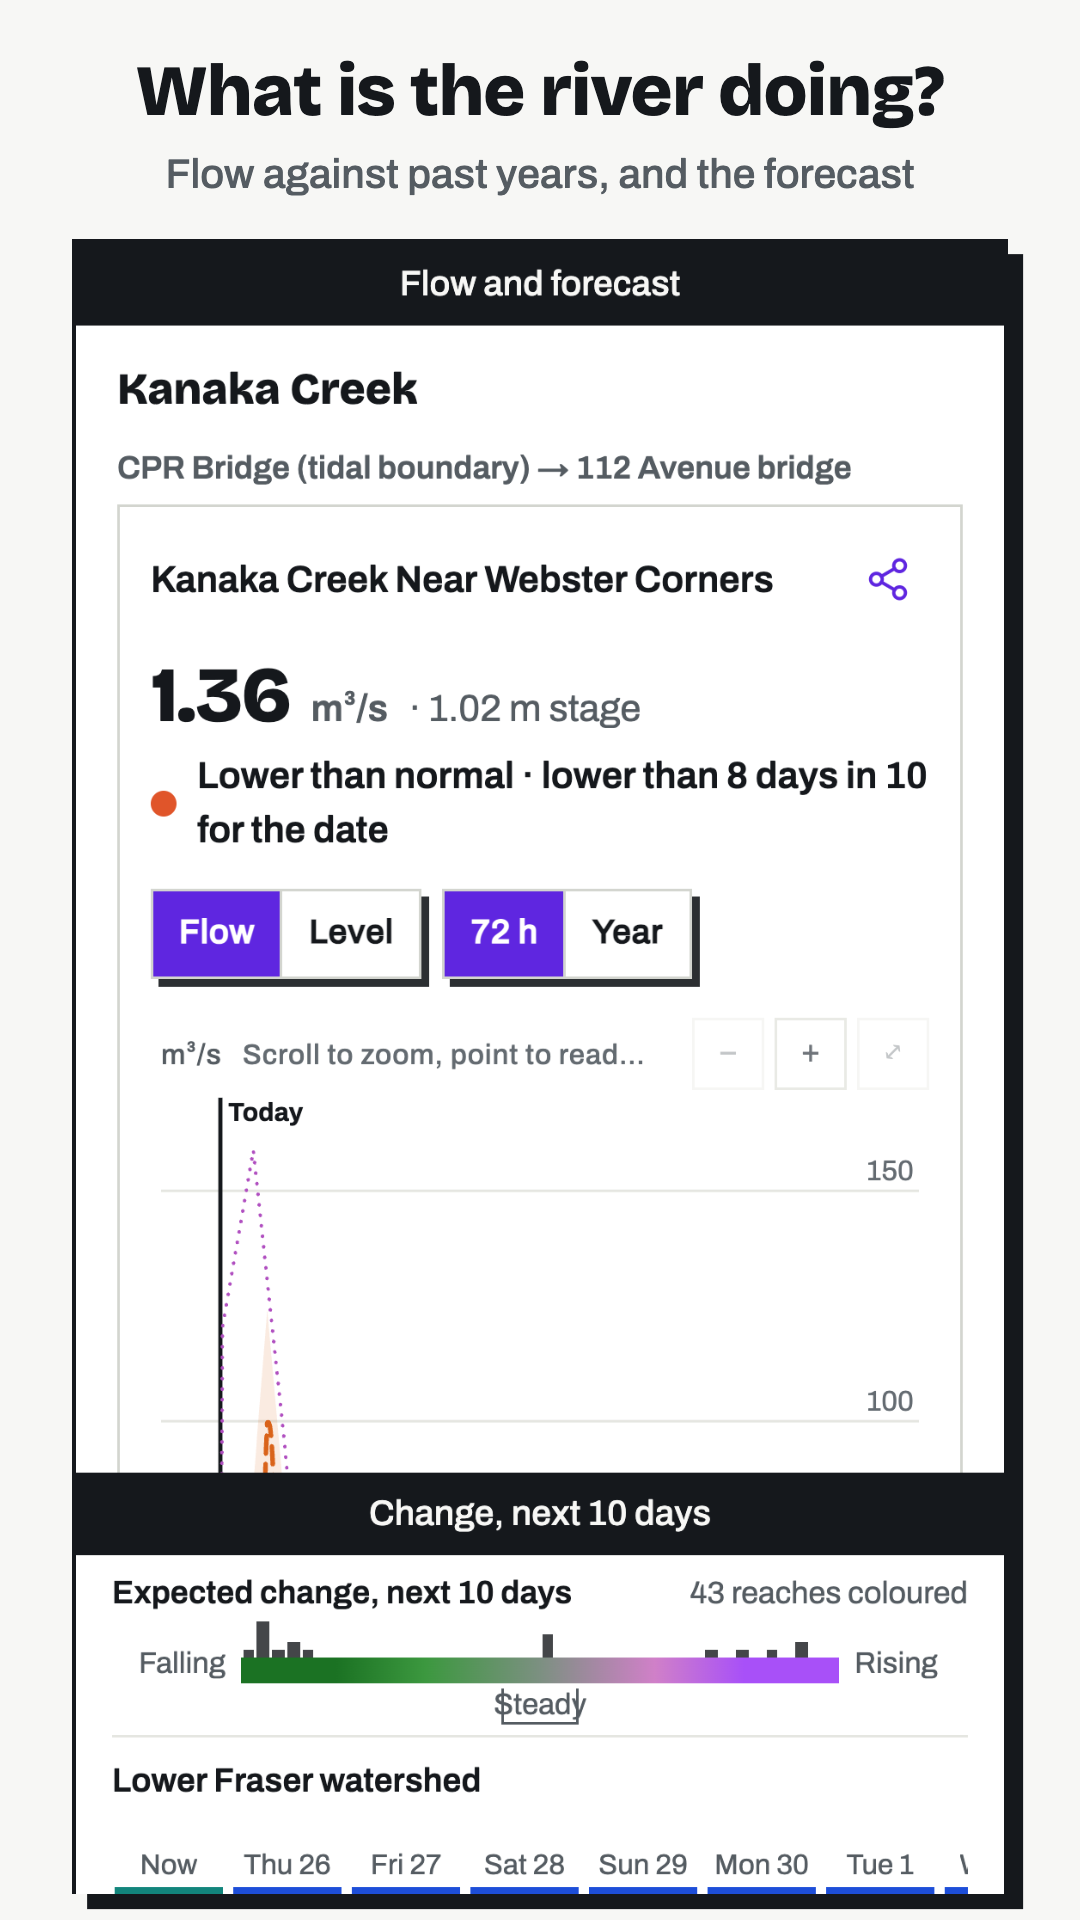 What is the river doing?
Flow against past years, and the forecast
Flow and forecast
Kanaka Creek
CPR Bridge (tidal boundary) → 112 Avenue bridge
Kanaka Creek Near Webster Corners
1.36 m³/s · 1.02 m stage
Lower than normal · lower than 8 days in 10
for the date
Flow Level 72 h Year
m³/s Scroll to zoom, point to read... − + ⤢
Today
150
100
Change, next 10 days
Expected change, next 10 days 43 reaches coloured
Falling Rising
Steady
Lower Fraser watershed
Now Thu 26 Fri 27 Sat 28 Sun 29 Mon 30 Tue 1